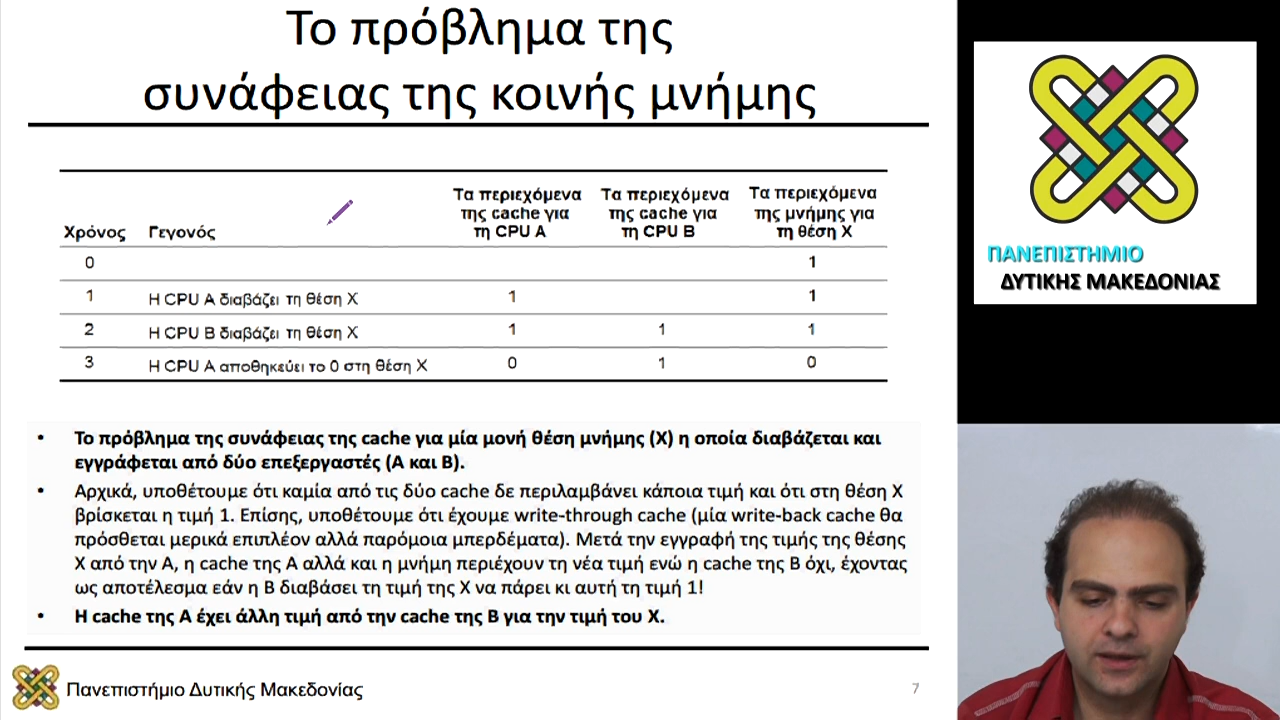 Το πρόβλημα της
συνάφειας της κοινής μνήμης
Χρόνος Γεγονός Τα περιεχόμενα της cache για τη CPU A Τα περιεχόμενα της cache για τη CPU B Τα περιεχόμενα της μνήμης για τη θέση X
0 1
1 Η CPU A διαβάζει τη θέση X 1 1
2 Η CPU B διαβάζει τη θέση X 1 1 1
3 Η CPU A αποθηκεύει το 0 στη θέση X 0 1 0
• Το πρόβλημα της συνάφειας της cache για μία μονή θέση μνήμης (X) η οποία διαβάζεται και
εγγράφεται από δύο επεξεργαστές (A και B).
• Αρχικά, υποθέτουμε ότι καμία από τις δύο cache δε περιλαμβάνει κάποια τιμή και ότι στη θέση X
βρίσκεται η τιμή 1. Επίσης, υποθέτουμε ότι έχουμε write-through cache (μία write-back cache θα
πρόσθεται μερικά επιπλέον αλλά παρόμοια μπερδέματα). Μετά την εγγραφή της τιμής της θέσης
X από την A, η cache της A αλλά και η μνήμη περιέχουν τη νέα τιμή ενώ η cache της B όχι, έχοντας
ως αποτέλεσμα εάν η B διαβάσει τη τιμή της X να πάρει κι αυτή τη τιμή 1!
• Η cache της A έχει άλλη τιμή από την cache της B για την τιμή του X.
Πανεπιστήμιο Δυτικής Μακεδονίας
7
ΠΑΝΕΠΙΣΤΗΜΙΟ
ΔΥΤΙΚΗΣ ΜΑΚΕΔΟΝΙΑΣ